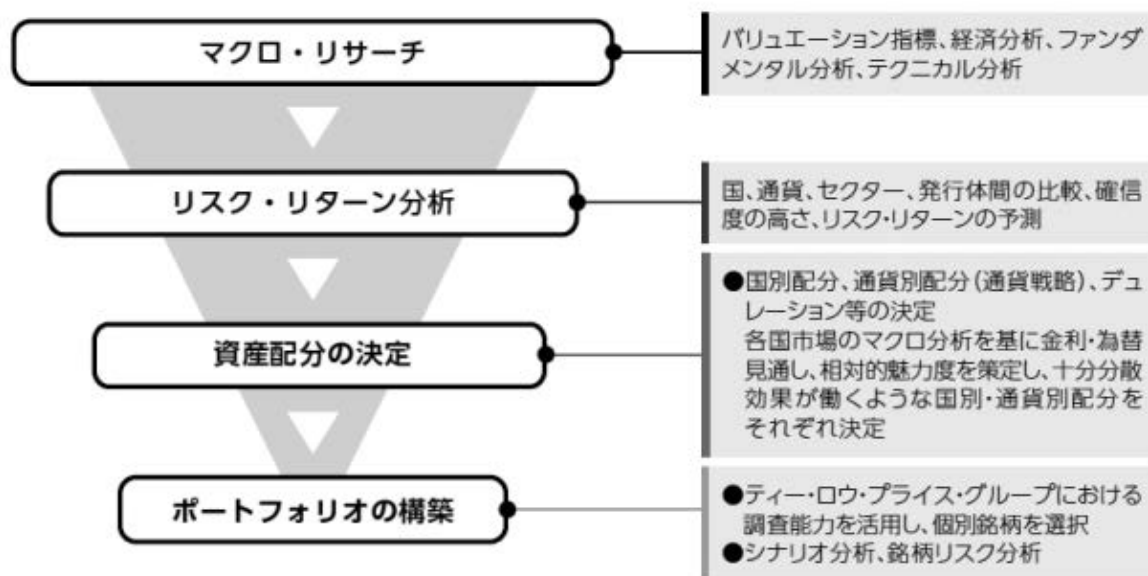 マクロ・リサーチ
バリュエーション指標、経済分析、ファンダ
メンタル分析、テクニカル分析
リスク・リターン分析
国、通貨、セクター、発行体間の比較、確信
度の高さ、リスク・リターンの予測
資産配分の決定
●国別配分、通貨別配分(通貨戦略)、デュ
レーション等の決定
各国市場のマクロ分析を基に金利・為替
見通し、相対的魅力度を策定し、十分分散
効果が働くような国別・通貨別配分を
それぞれ決定
ポートフォリオの構築
●ティー・ロウ・プライス・グループにおける
調査能力を活用し、個別銘柄を選択
●シナリオ分析、銘柄リスク分析